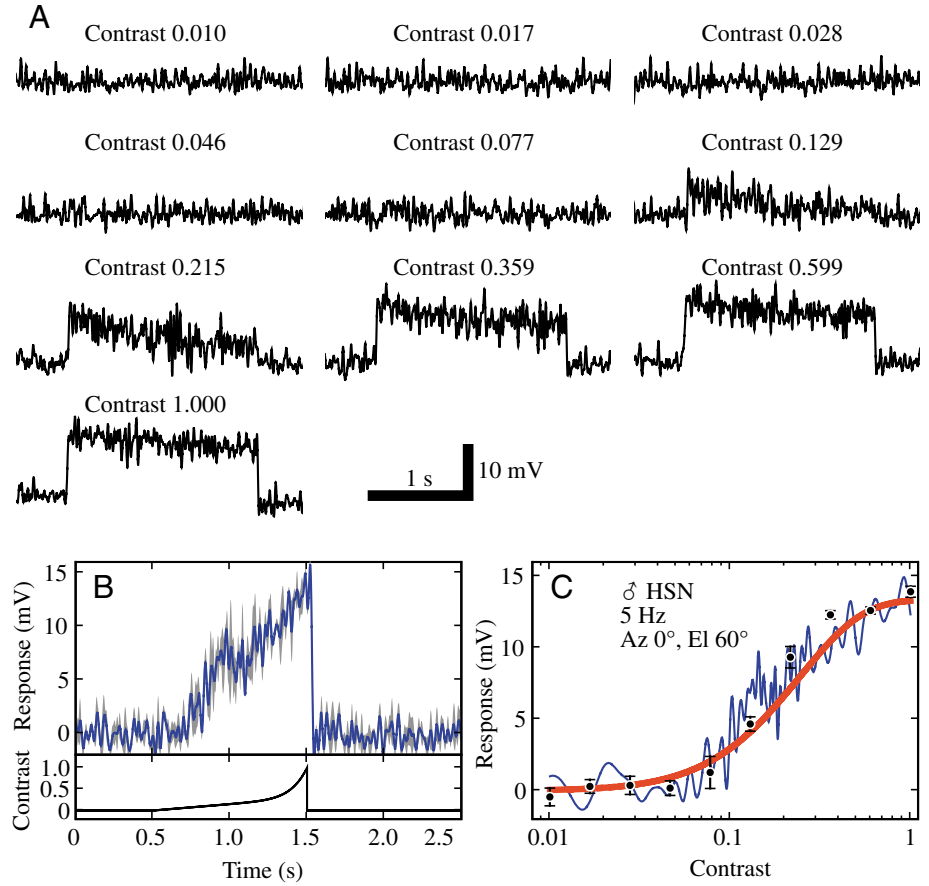 A
Contrast 0.010
Contrast 0.017
Contrast 0.028
Contrast 0.046
Contrast 0.077
Contrast 0.129
Contrast 0.215
Contrast 0.359
Contrast 0.599
Contrast 1.000
1 s
10 mV
B
Response (mV)
15
10
5
0
Contrast
1.0
0.5
0
0
0.5
1.0
1.5
2.0
2.5
Time (s)
C
♂ HSN
5 Hz
Az 0°, El 60°
Response (mV)
15
10
5
0
0.01
0.1
1
Contrast